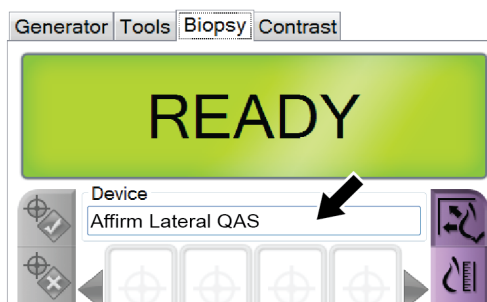 Generator Tools Biopsy Contrast
READY
Device
Affirm Lateral QAS